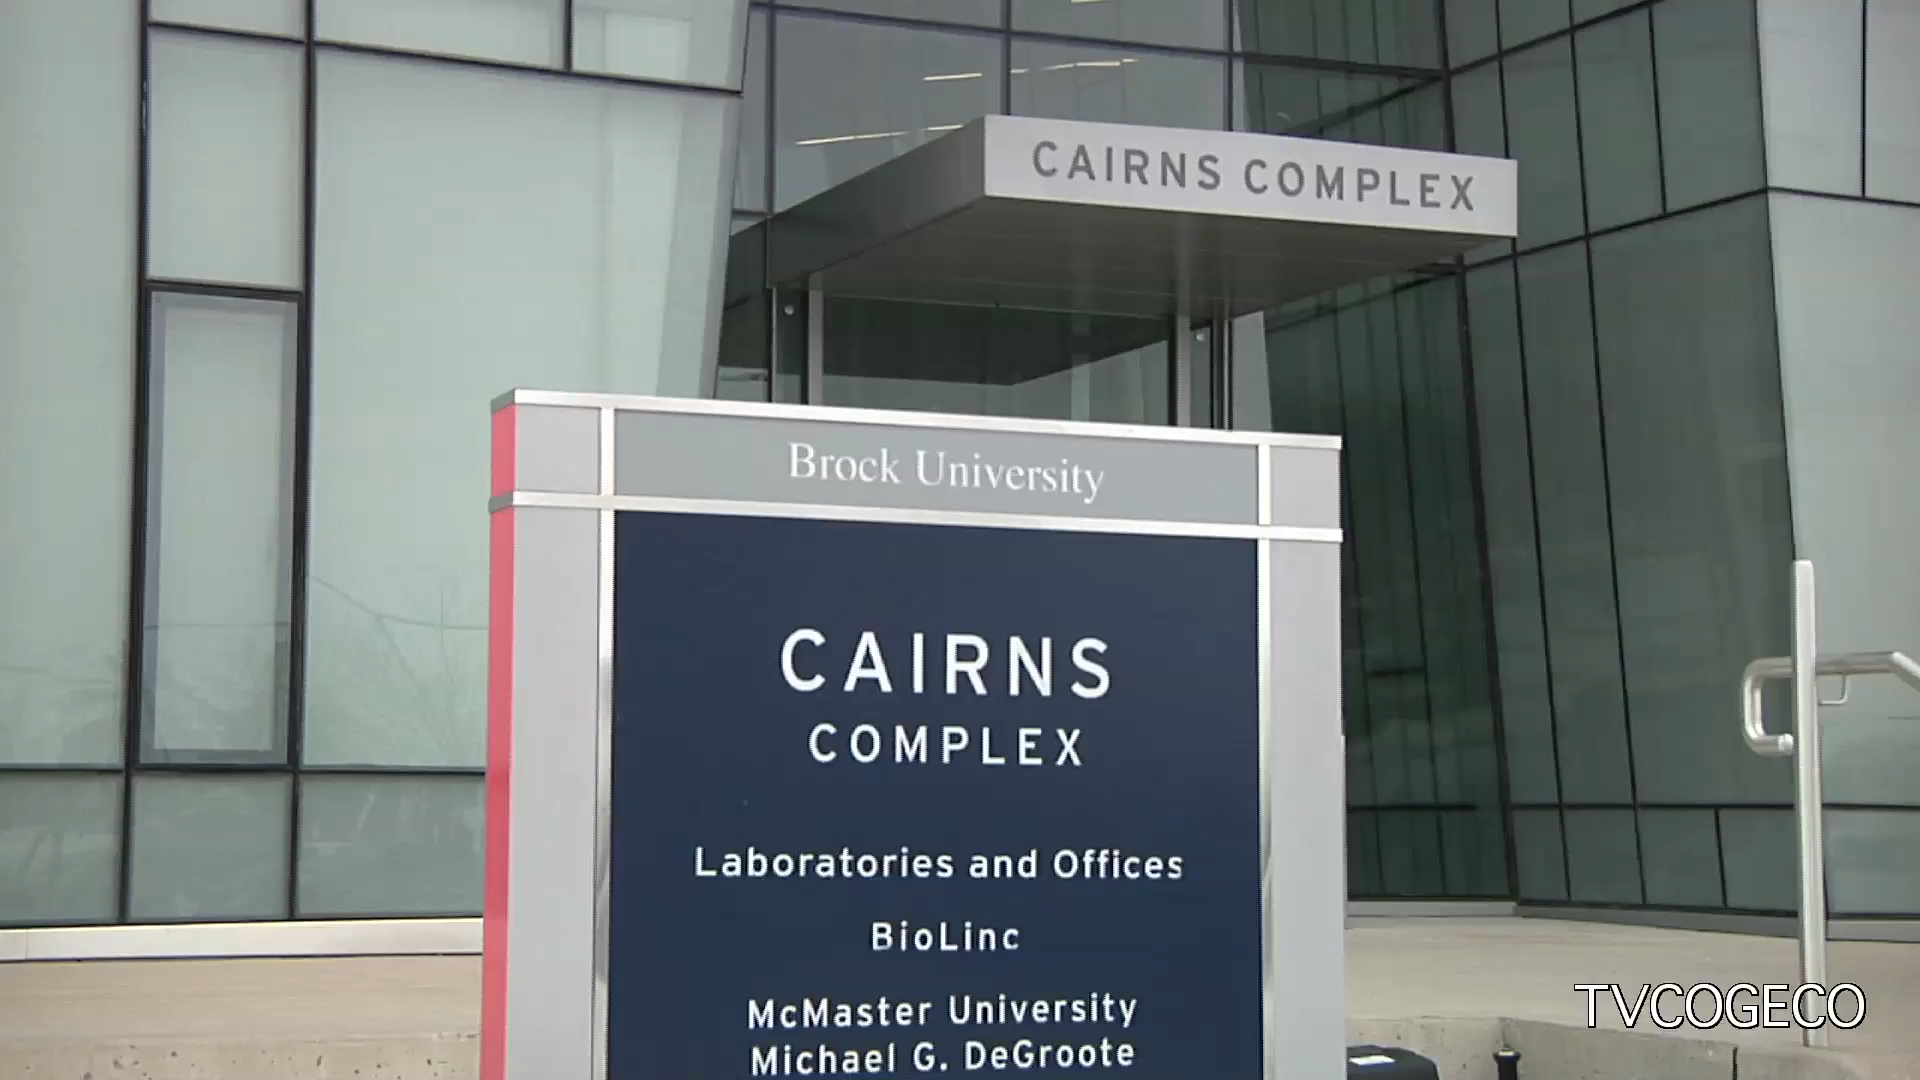 CAIRNS COMPLEX
Brock University
CAIRNS
COMPLEX
Laboratories and Offices
BioLinc
McMaster University
Michael G. DeGroote
TVCOGECO